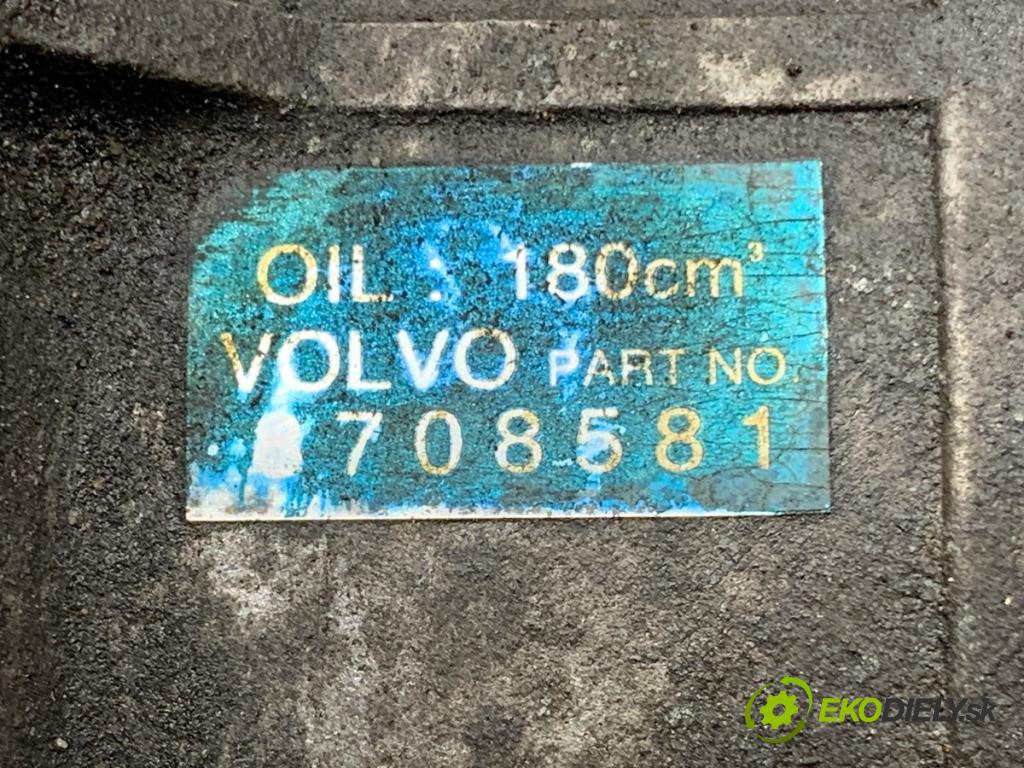 OIL : 180cm³
VOLVO PART NO.
708581
EKODIELY.sk